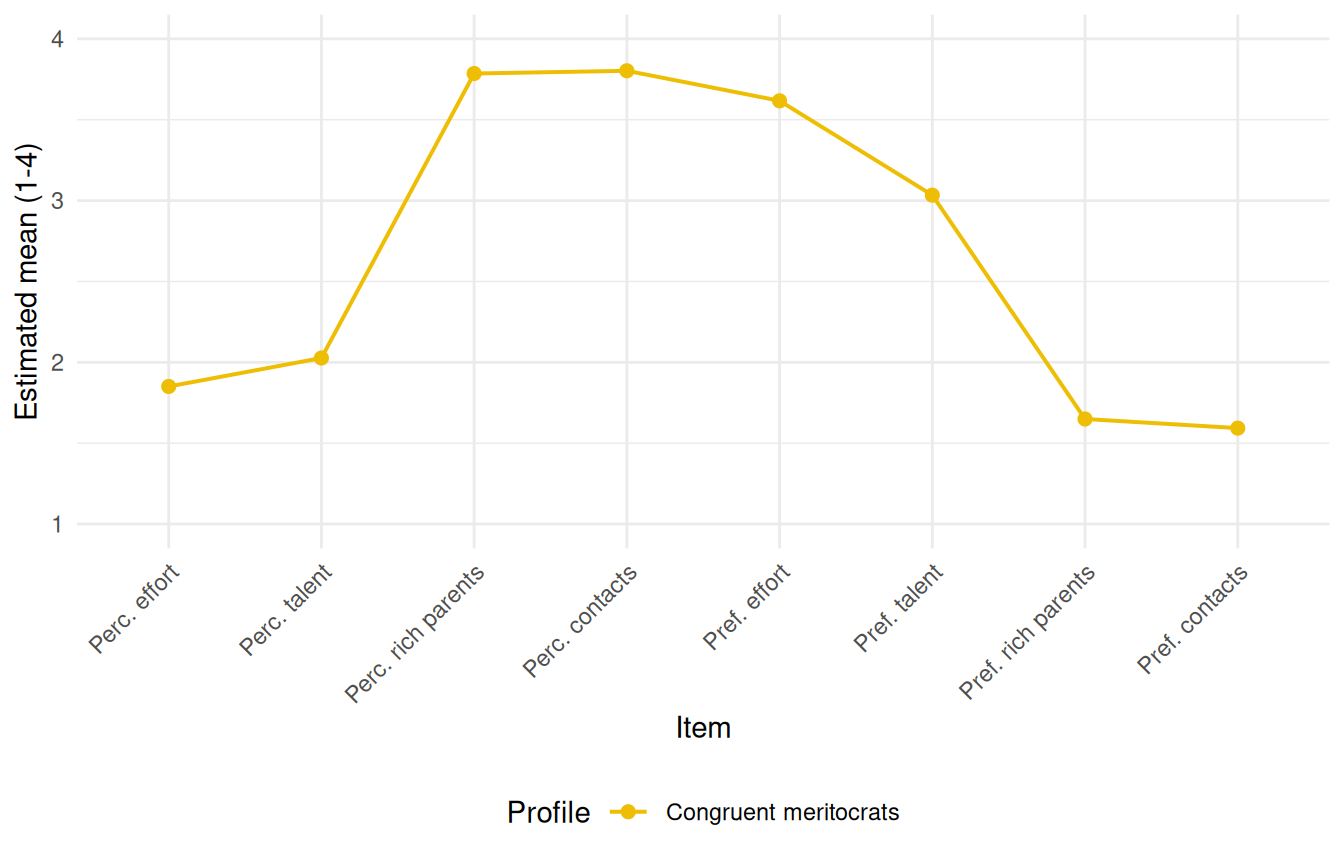 4
3
2
1
Estimated mean (1-4)
Perc. effort
Perc. talent
Perc. rich parents
Perc. contacts
Pref. effort
Pref. talent
Pref. rich parents
Pref. contacts
Item
Profile Congruent meritocrats